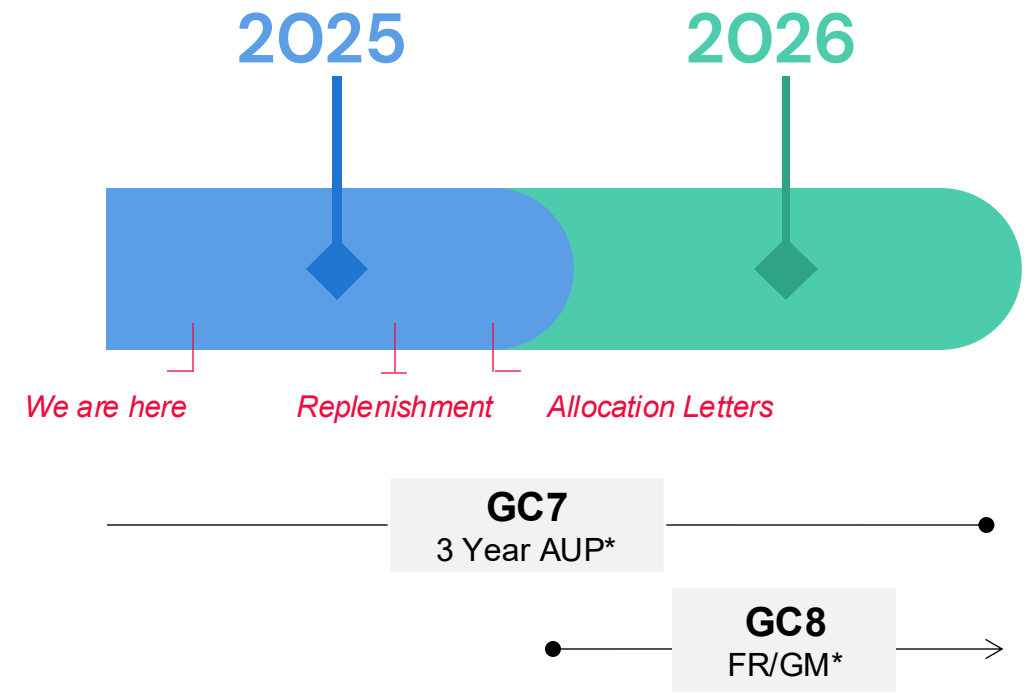 2025
2026
We are here
Replenishment
Allocation Letters
GC7
3 Year AUP*
GC8
FR/GM*